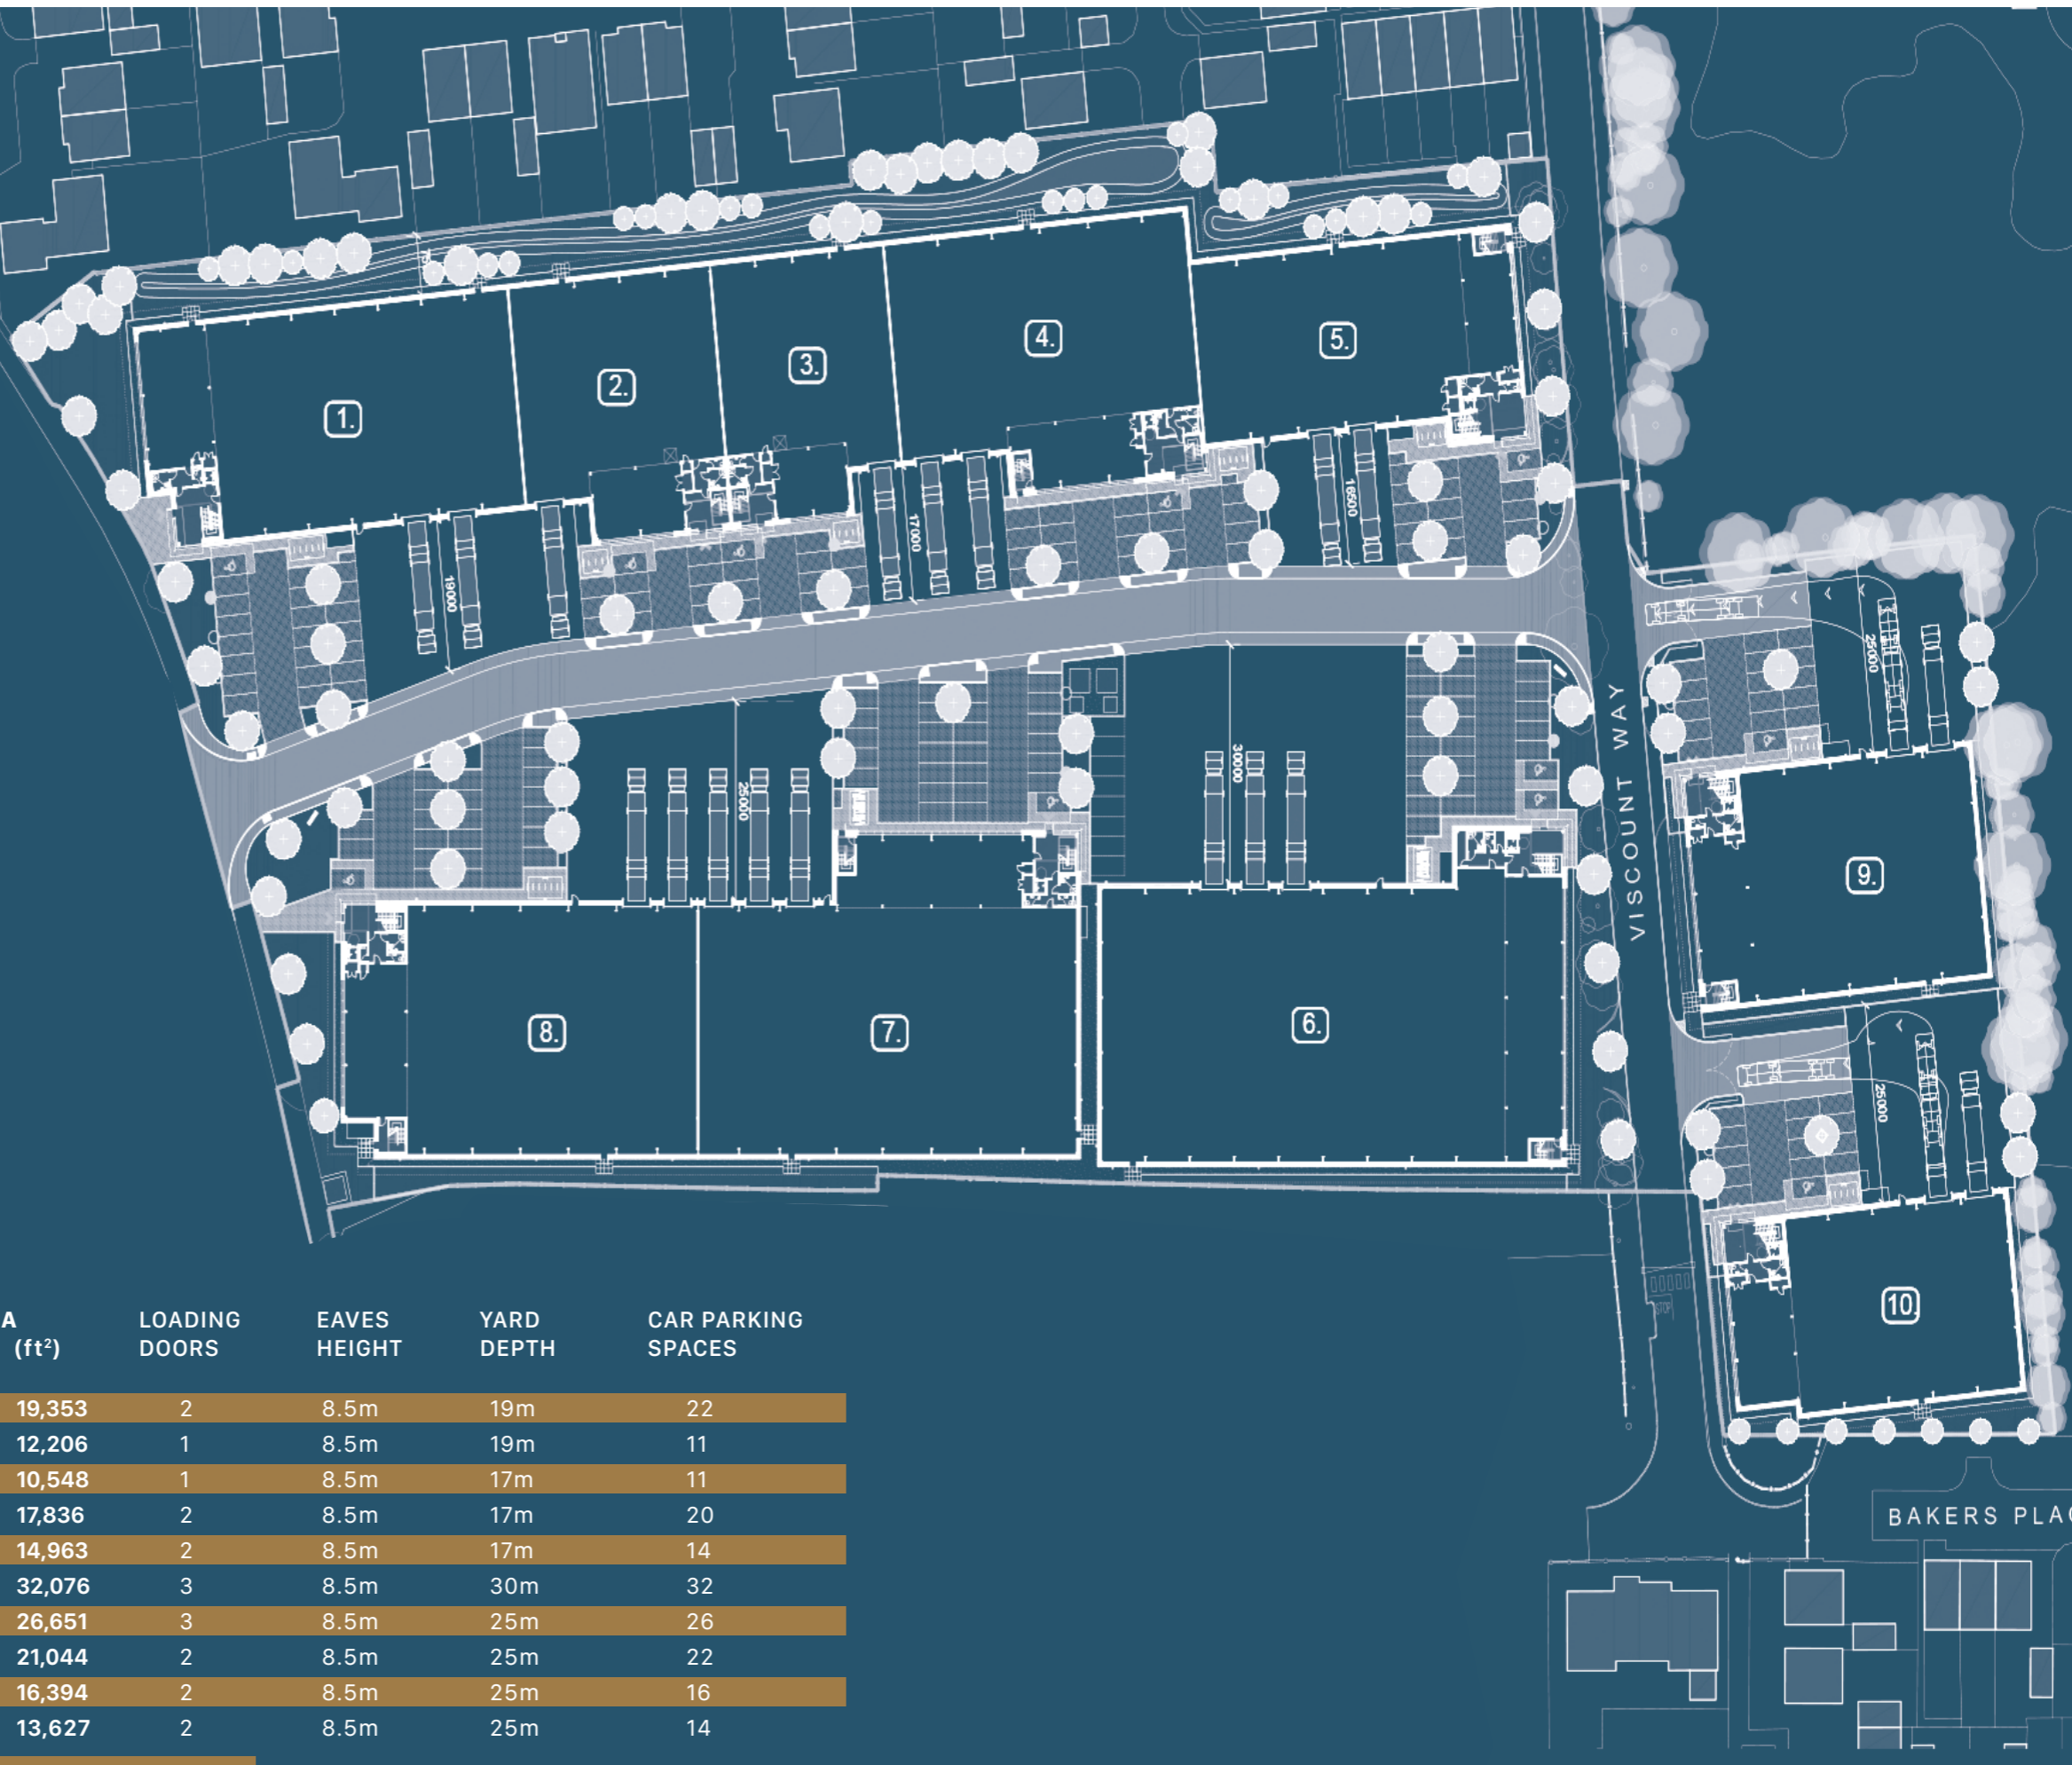 1.
2.
3.
4.
5.
19000
17000
16500
25000
25000
30000
VISCOUNT WAY
9.
8.
7.
6.
25000
10.
A
(ft²)
LOADING
DOORS
EAVES
HEIGHT
YARD
DEPTH
CAR PARKING
SPACES
19,353 2 8.5m 19m 22
12,206 1 8.5m 19m 11
10,548 1 8.5m 17m 11
17,836 2 8.5m 17m 20
14,963 2 8.5m 17m 14
32,076 3 8.5m 30m 32
26,651 3 8.5m 25m 26
21,044 2 8.5m 25m 22
16,394 2 8.5m 25m 16
13,627 2 8.5m 25m 14
STOP
BAKERS PLAC